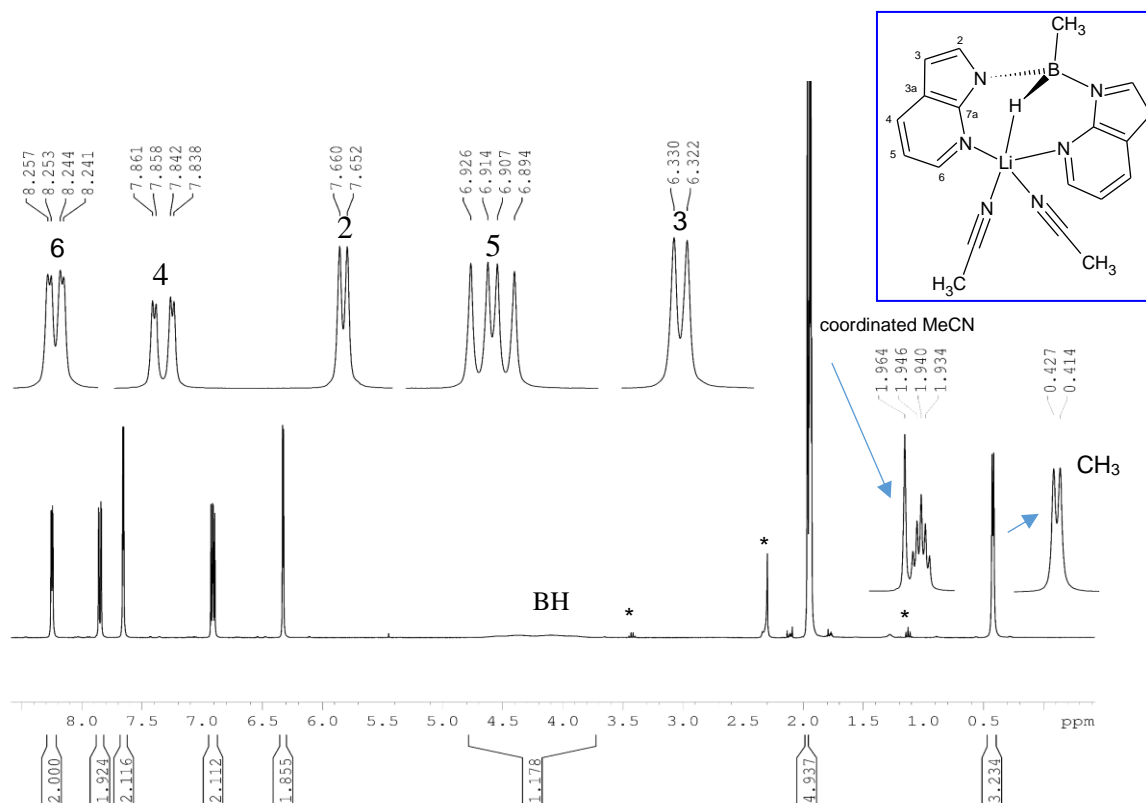 CH3
2
3
N
B
N
3a
H
7a
4
N
N
5
Li
6
N
N
H3C
CH3
8.257
8.253
8.244
8.241
7.861
7.858
7.842
7.838
7.660
7.652
6.926
6.914
6.907
6.894
6.330
6.322
6
4
2
5
3
coordinated MeCN
1.964
1.946
1.940
1.934
0.427
0.414
CH3
BH
*
*
*
8.0 7.5 7.0 6.5 6.0 5.5 5.0 4.5 4.0 3.5 3.0 2.5 2.0 1.5 1.0 0.5 ppm
2.000
1.924
2.116
2.112
1.855
1.178
4.937
3.234